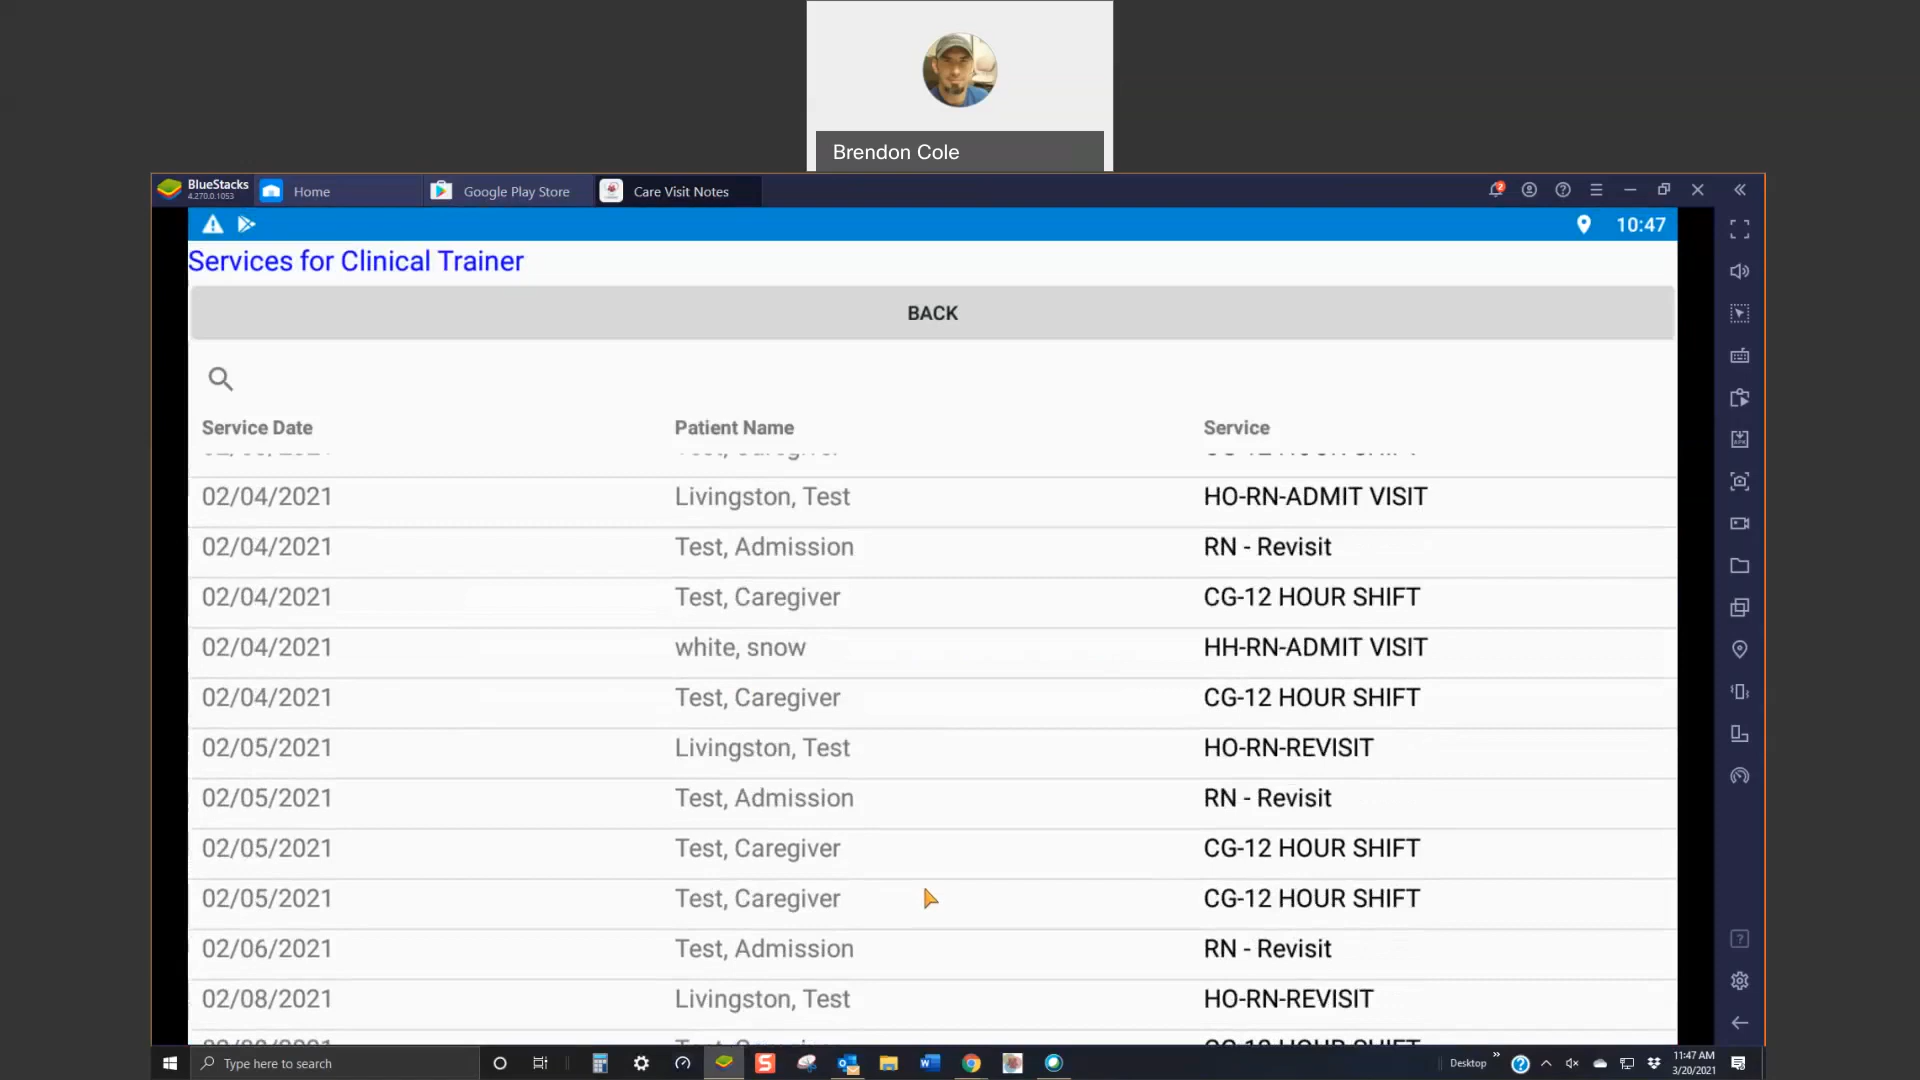 Brendon Cole
BlueStacks
4.270.0.1053
Home
Google Play Store
Care Visit Notes
2
10:47
Services for Clinical Trainer
BACK
Service Date Patient Name Service
02/04/2021 Livingston, Test HO-RN-ADMIT VISIT
02/04/2021 Test, Admission RN - Revisit
02/04/2021 Test, Caregiver CG-12 HOUR SHIFT
02/04/2021 white, snow HH-RN-ADMIT VISIT
02/04/2021 Test, Caregiver CG-12 HOUR SHIFT
02/05/2021 Livingston, Test HO-RN-REVISIT
02/05/2021 Test, Admission RN - Revisit
02/05/2021 Test, Caregiver CG-12 HOUR SHIFT
02/05/2021 Test, Caregiver CG-12 HOUR SHIFT
02/06/2021 Test, Admission RN - Revisit
02/08/2021 Livingston, Test HO-RN-REVISIT
Type here to search
Desktop
11:47 AM
3/20/2021